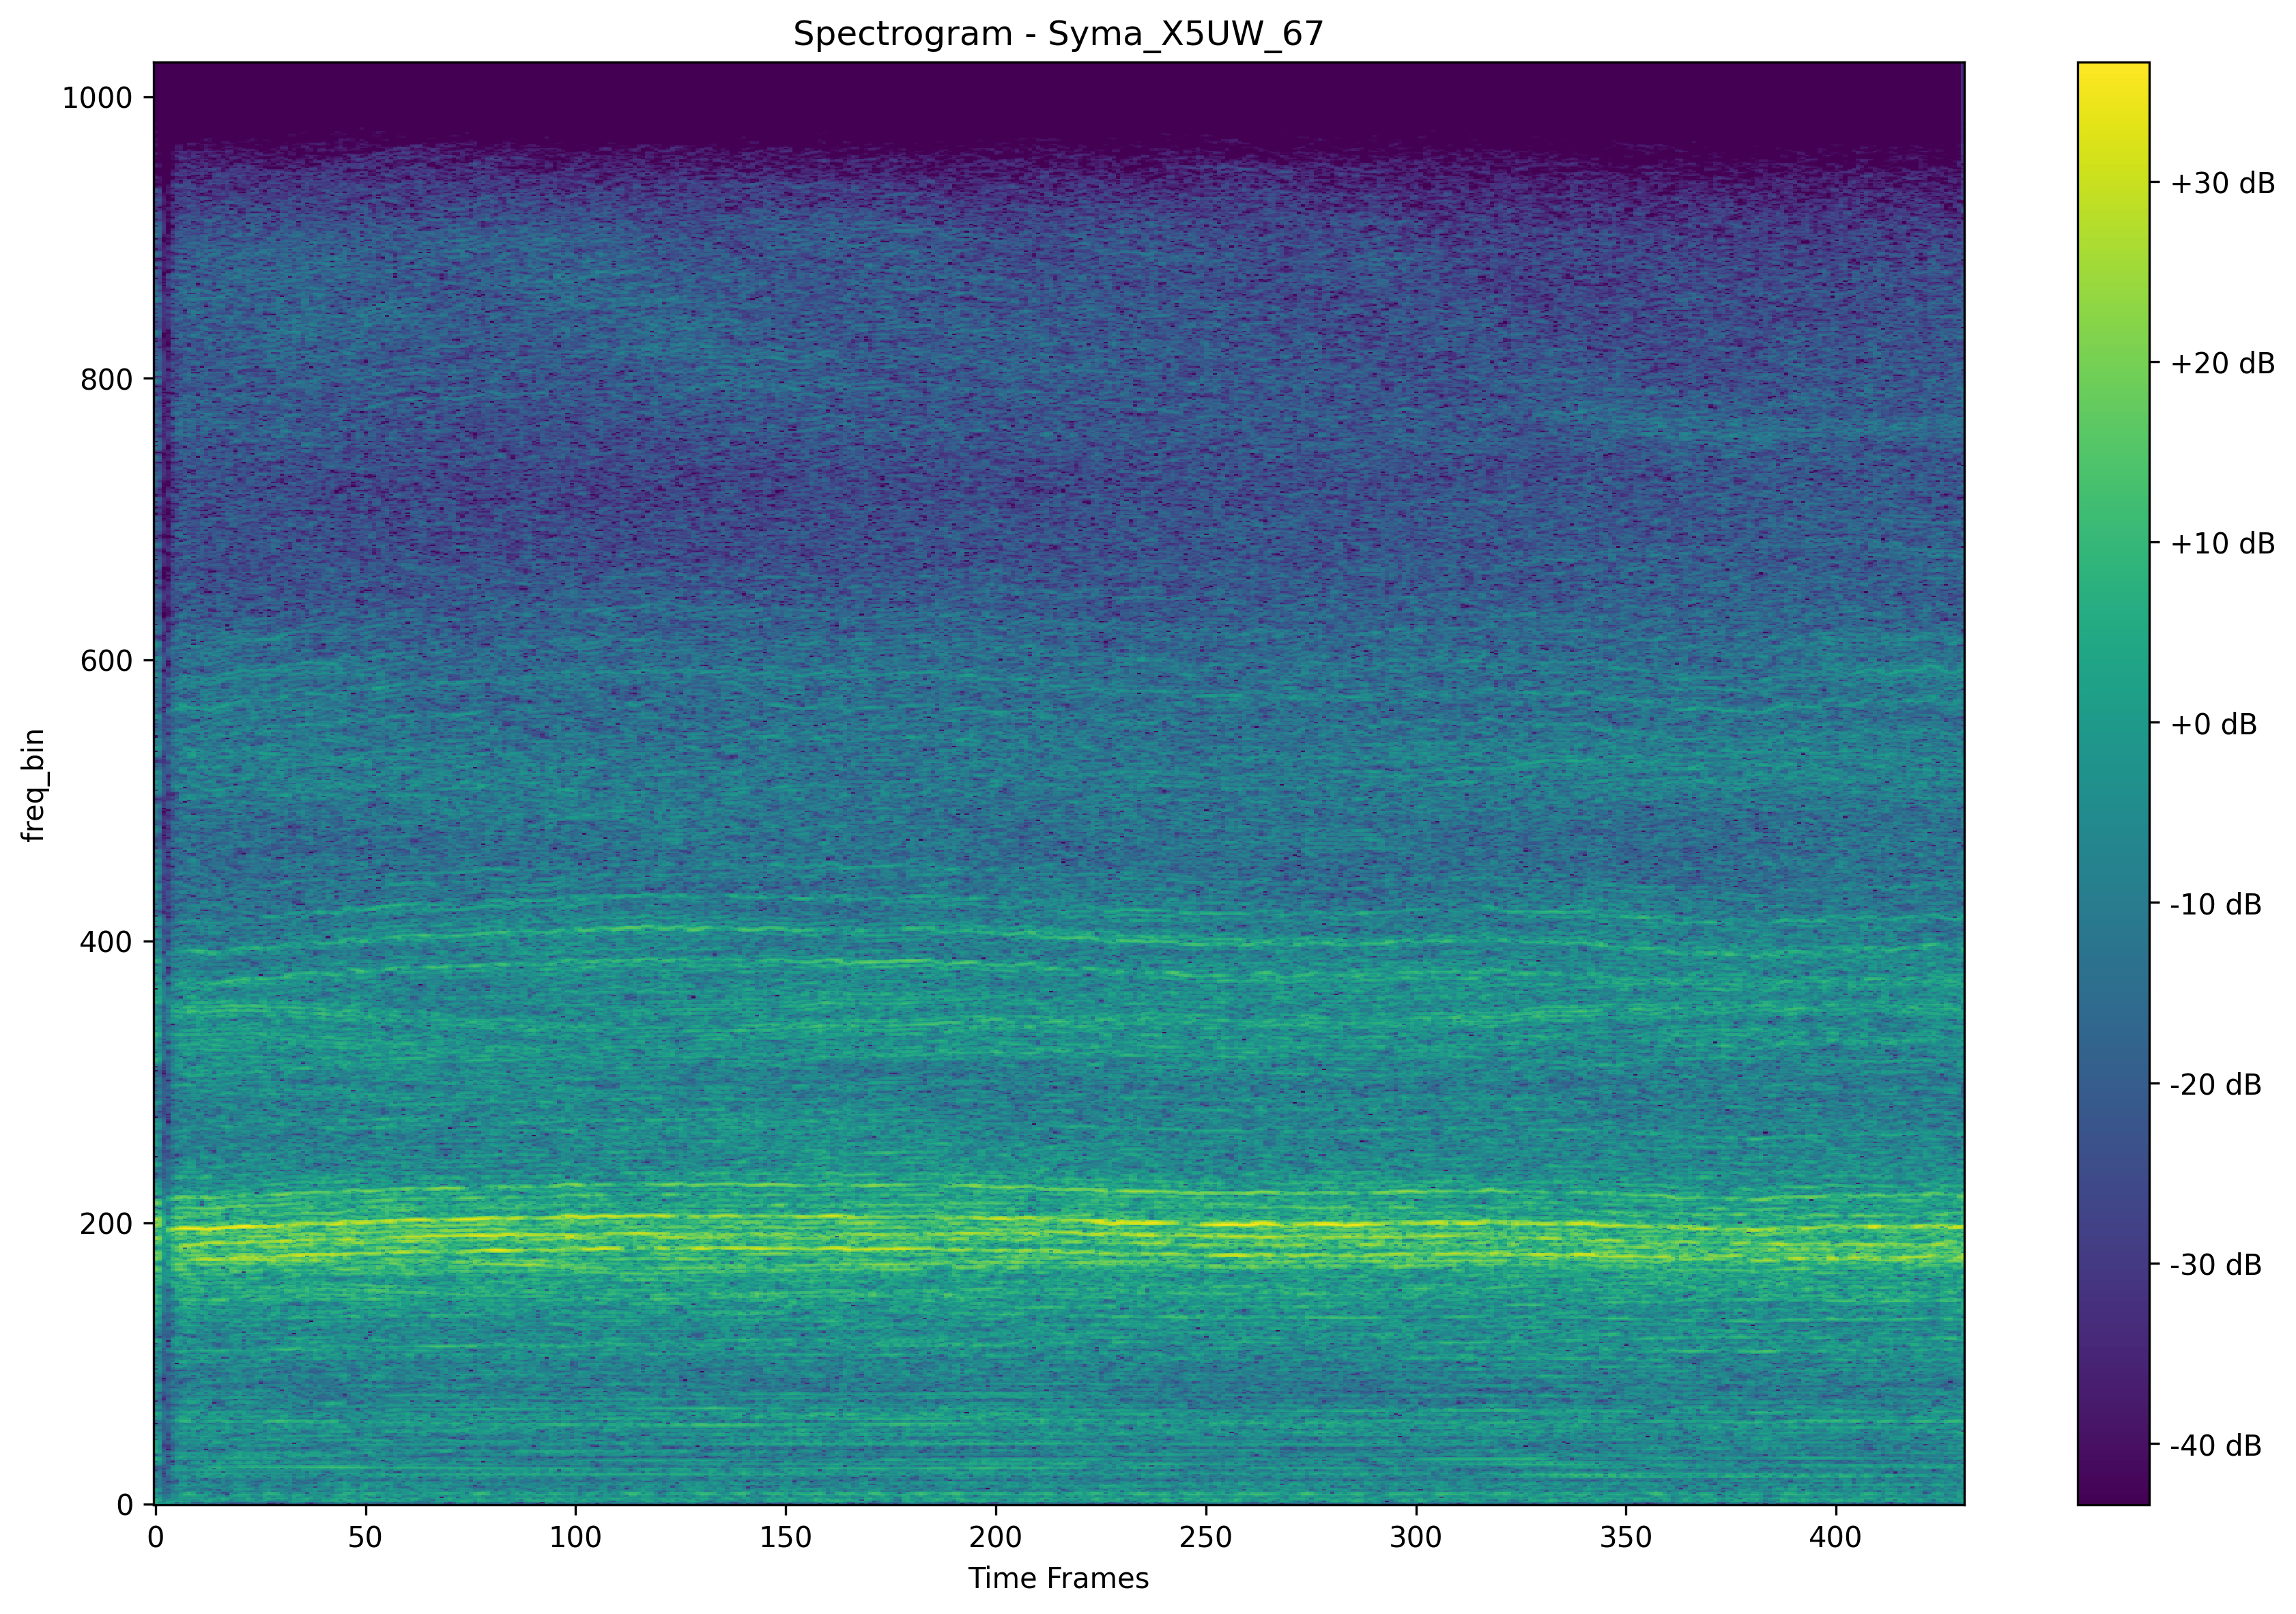 Spectrogram - Syma_X5UW_67
1000
800
600
400
200
0
freq_bin
0
50
100
150
200
250
300
350
400
Time Frames
+30 dB
+20 dB
+10 dB
+0 dB
-10 dB
-20 dB
-30 dB
-40 dB